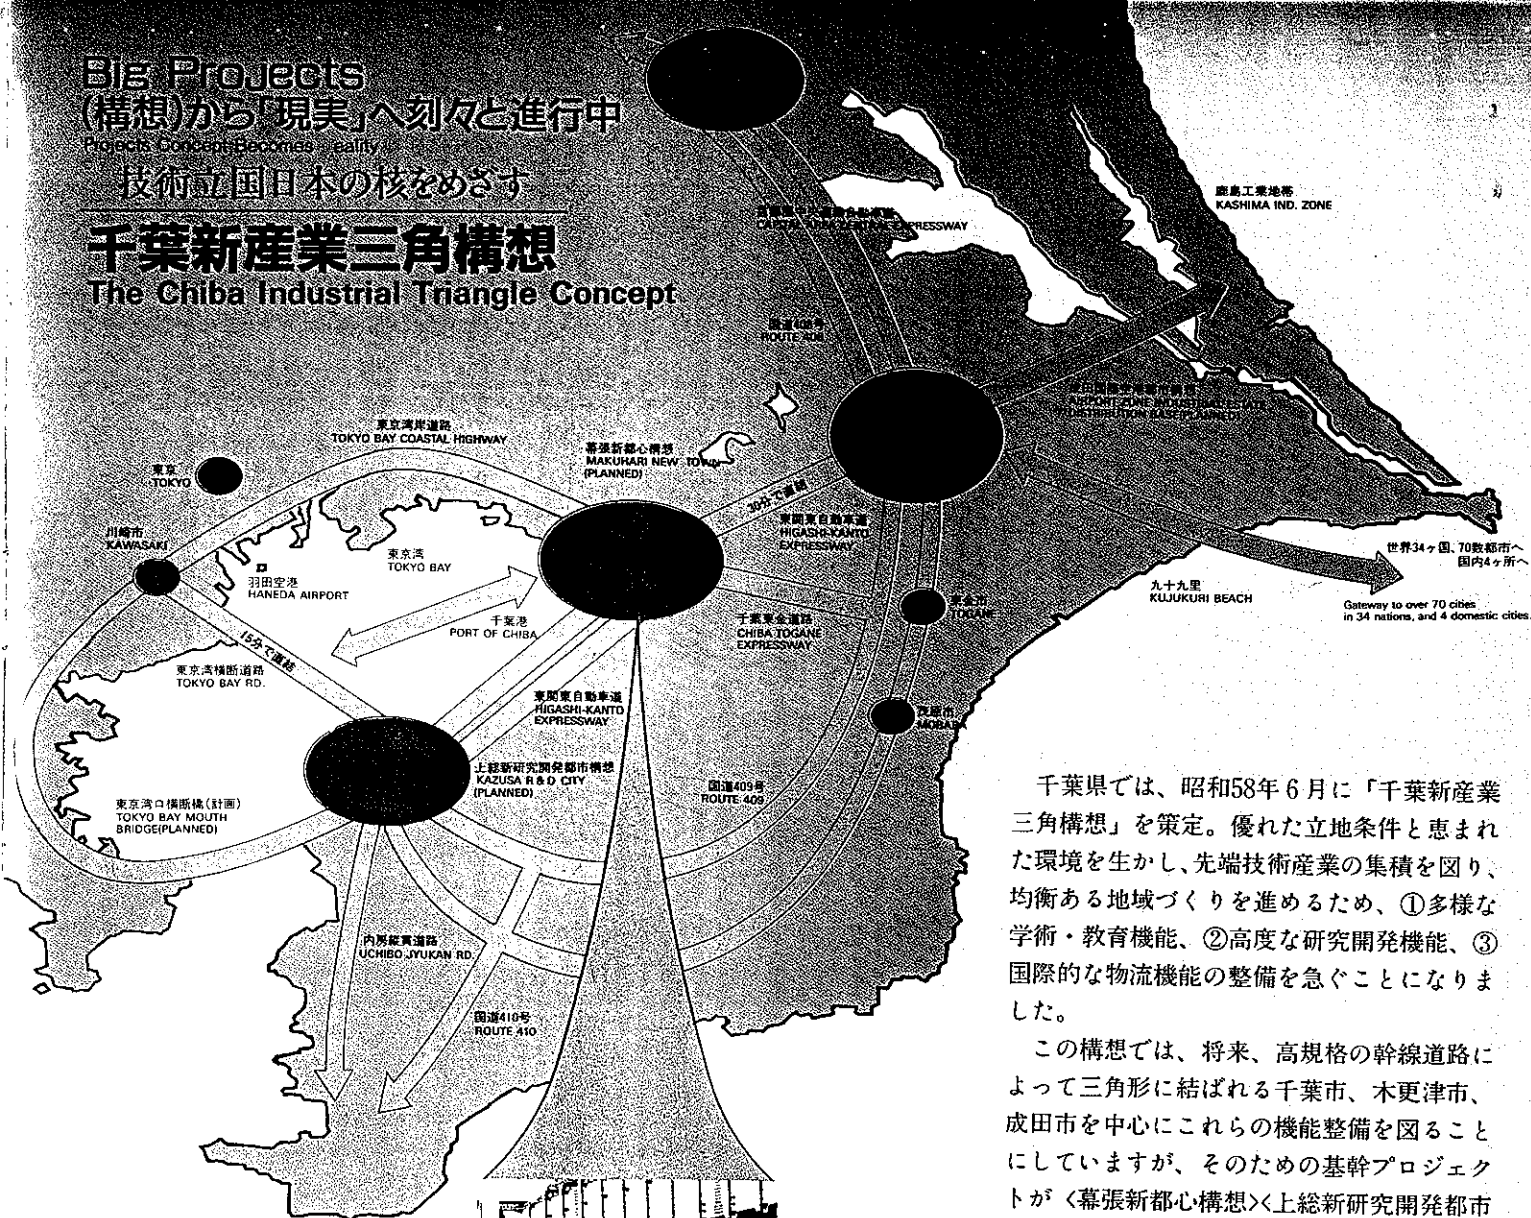 Big Projects
(構想)から「現実」へ刻々と進行中
Projects Concept Becomes eality
技術立国日本の核をめざす
千葉新産業三角構想
The Chiba Industrial Triangle Concept
鹿島工業地帯
KASHIMA IND. ZONE
CENTRAL EXPRESSWAY
国道408号
ROUTE 408
AIRPORT ZONE INDUSTRIAL ESTATE
DISTRIBUTION BASE(PLANNED)
東京湾岸道路
TOKYO BAY COASTAL HIGHWAY
幕張新都心構想
MAKUHARI NEW TOWN
(PLANNED)
東京
TOKYO
30分で直結
東関東自動車道
HIGASHI-KANTO
EXPRESSWAY
川崎市
KAWASAKI
東京湾
TOKYO BAY
羽田空港
HANEDA AIRPORT
世界34ヶ国、70数都市へ
国内4ヶ所へ
九十九里
KUJUKURI BEACH
Gateway to over 70 cities
in 34 nations, and 4 domestic cities.
東金市
TOGANE
千葉港
PORT OF CHIBA
千葉東金道路
CHIBA TOGANE
EXPRESSWAY
15分で直結
東京湾横断道路
TOKYO BAY RD.
東関東自動車道
HIGASHI-KANTO
EXPRESSWAY
茂原市
MOBARA
上総新研究開発都市構想
KAZUSA R & D CITY
(PLANNED)
国道409号
ROUTE 409
東京湾口横断橋(計画)
TOKYO BAY MOUTH
BRIDGE(PLANNED)
内房縦貫道路
UCHIBO JYUKAN RD.
国道410号
ROUTE 410
千葉県では、昭和58年6月に「千葉新産業
三角構想」を策定。優れた立地条件と恵まれ
た環境を生かし、先端技術産業の集積を図り、
均衡ある地域づくりを進めるため、①多様な
学術・教育機能、②高度な研究開発機能、③
国際的な物流機能の整備を急ぐことになりま
した。
この構想では、将来、高規格の幹線道路に
よって三角形に結ばれる千葉市、木更津市、
成田市を中心にこれらの機能整備を図ること
にしていますが、そのための基幹プロジェク
トが〈幕張新都心構想〉〈上総新研究開発都市